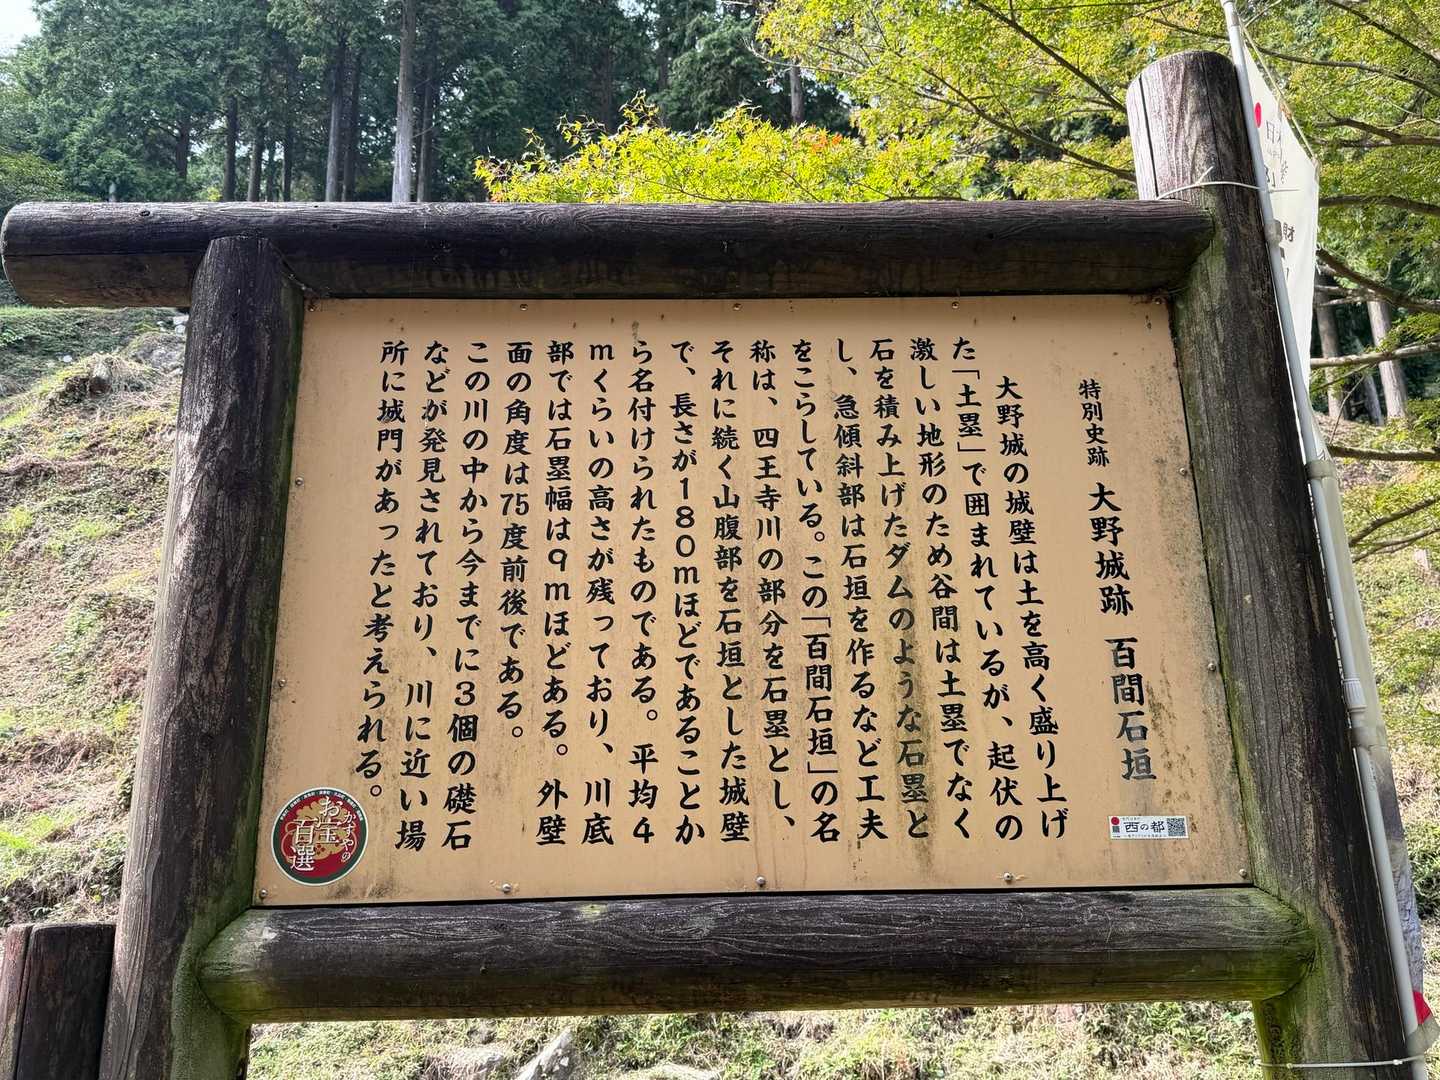 特別史跡 大野城跡 百間石垣
大野城の城壁は土を高く盛り上げ
た「土塁」で囲まれているが、起伏の
激しい地形のため谷間は土塁でなく
石を積み上げたダムのような石塁と
し、急傾斜部は石垣を作るなど工夫
をこらしている。この「百間石垣」の名
称は、四王寺川の部分を石塁とし、
それに続く山腹部を石垣とした城壁
で、長さが180mほどであることか
ら名付けられたものである。平均4
mくらいの高さが残っており、川底
部では石塁幅は9mほどある。外壁
面の角度は75度前後である。
この川の中から今までに3個の礎石
などが発見されており、川に近い場
所に城門があったと考えられる。
西の都
かすやの
お宝
百選